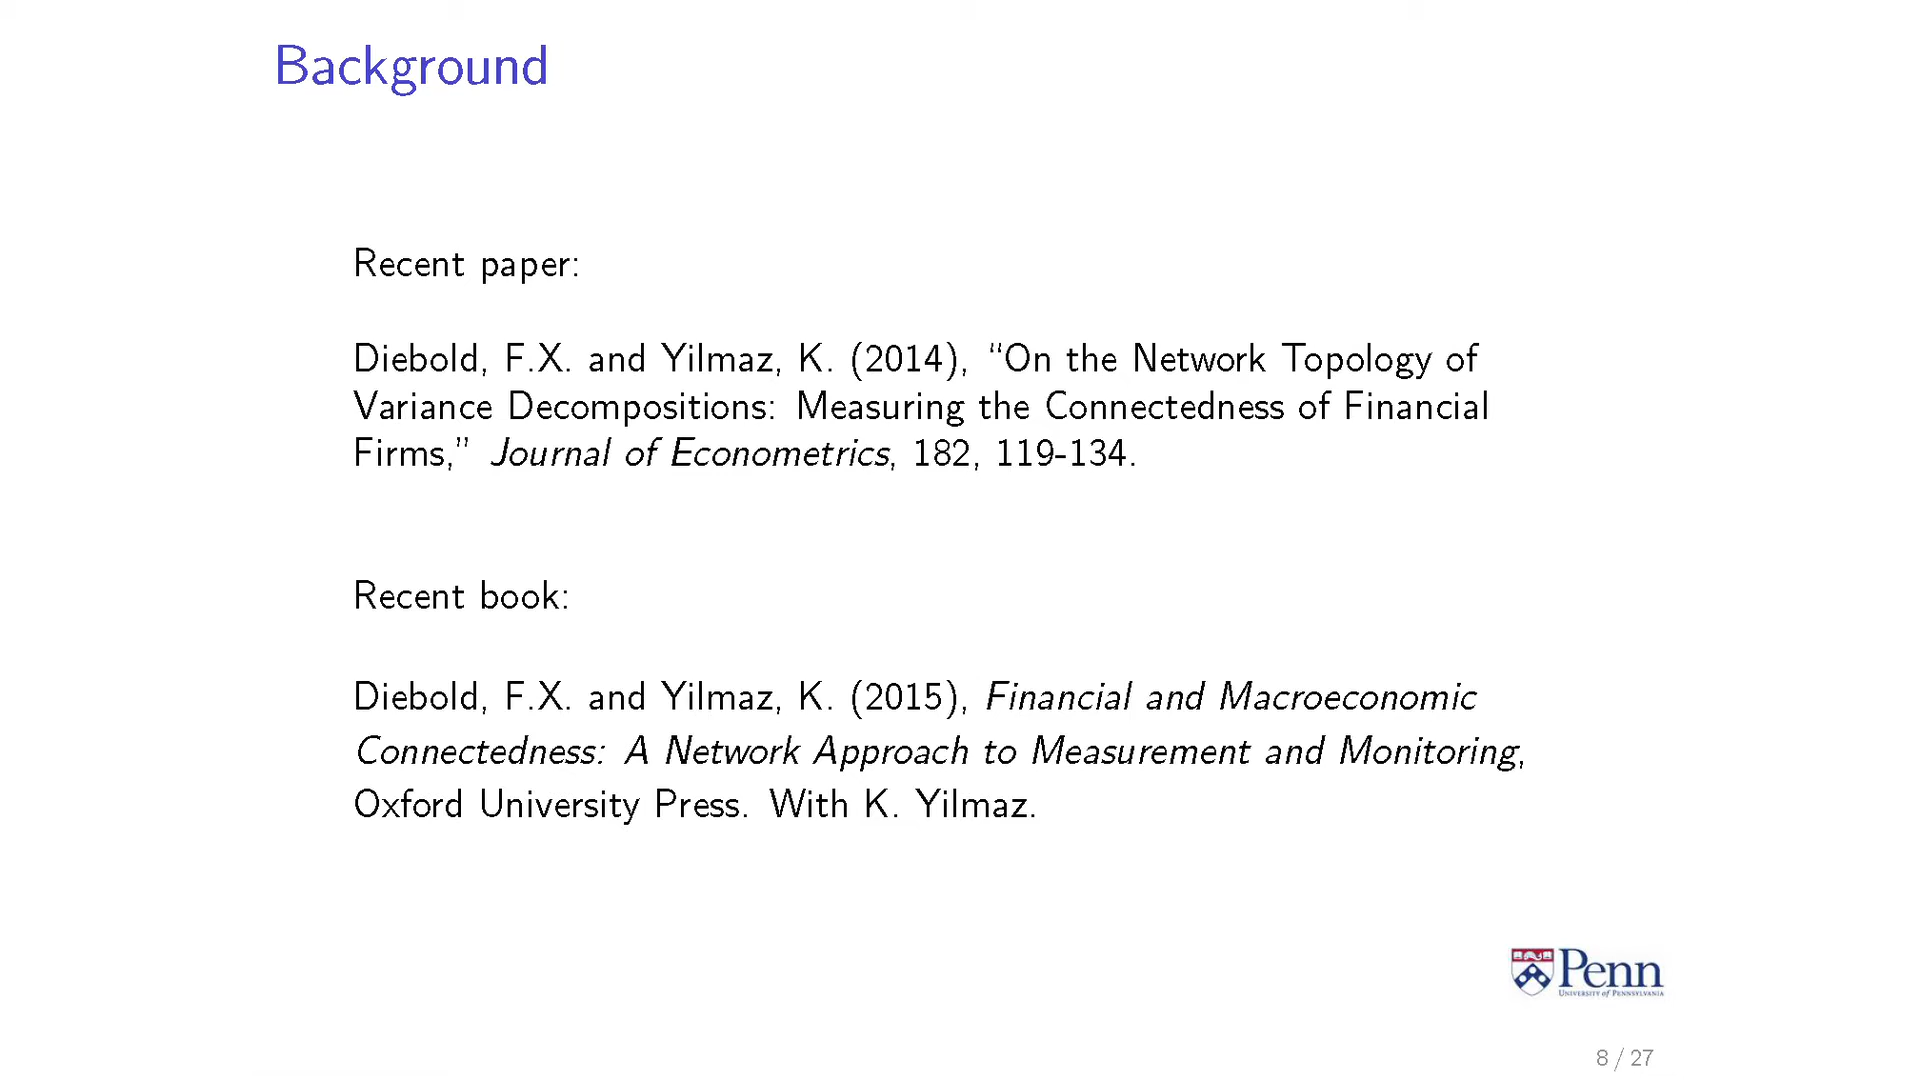 Background
Recent paper:
Diebold, F.X. and Yilmaz, K. (2014), “On the Network Topology of
Variance Decompositions: Measuring the Connectedness of Financial
Firms,” Journal of Econometrics, 182, 119-134.
Recent book:
Diebold, F.X. and Yilmaz, K. (2015), Financial and Macroeconomic
Connectedness: A Network Approach to Measurement and Monitoring,
Oxford University Press. With K. Yilmaz.
Penn
UNIVERSITY of PENNSYLVANIA
8 / 27